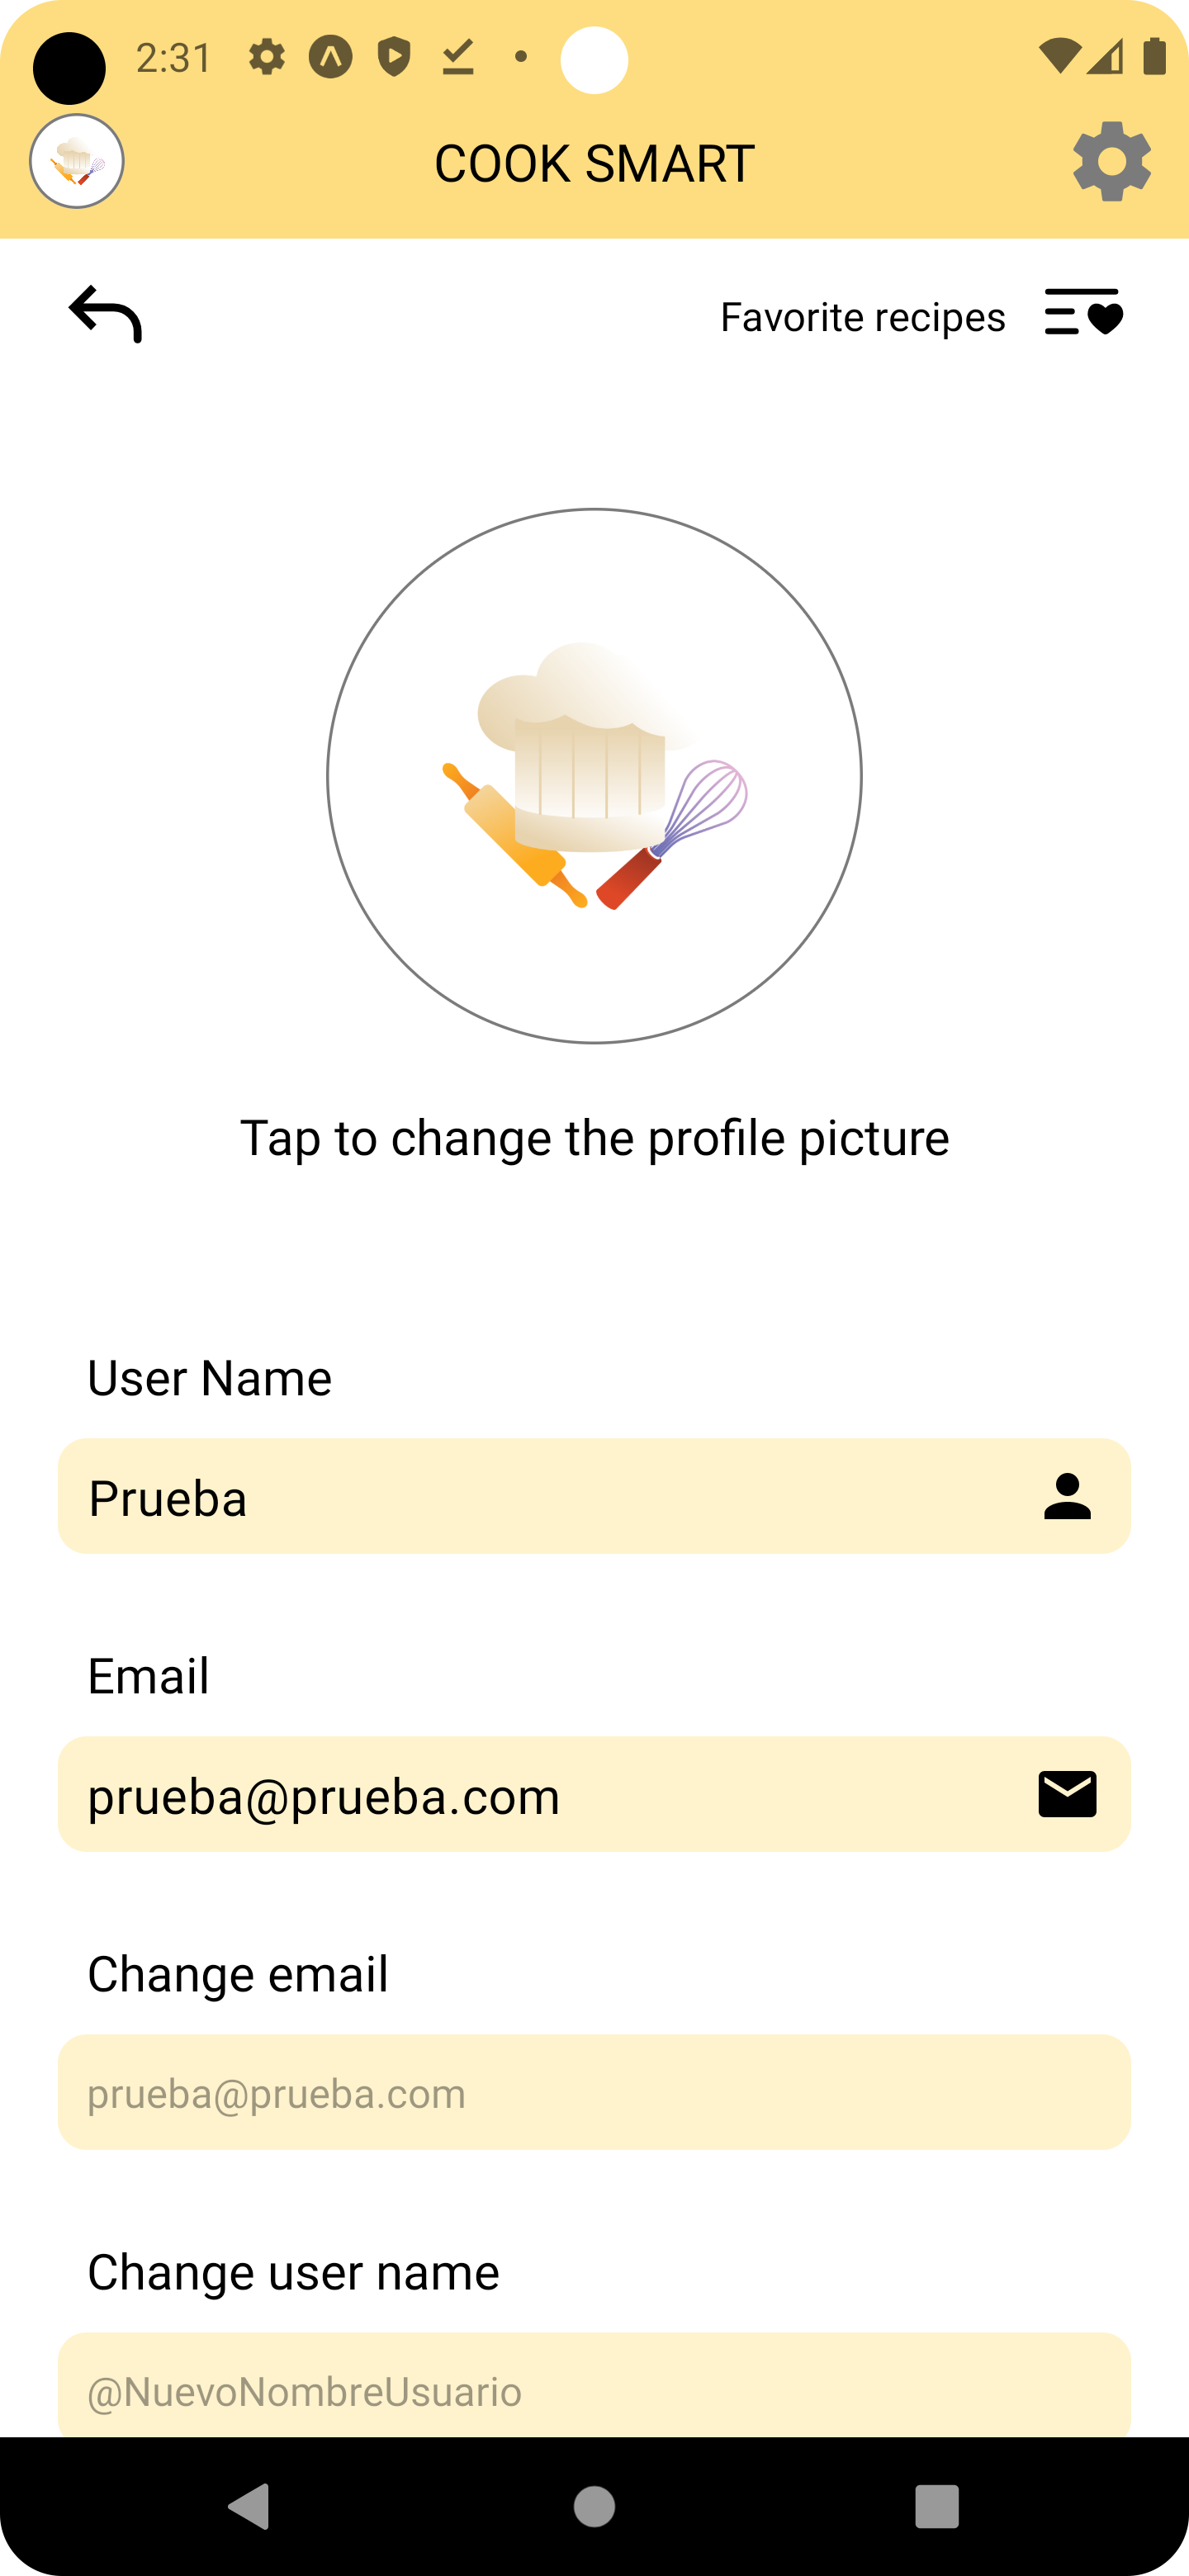 2:31
COOK SMART
Favorite recipes
Tap to change the profile picture
User Name
Prueba
Email
prueba@prueba.com
Change email
prueba@prueba.com
Change user name
@NuevoNombreUsuario